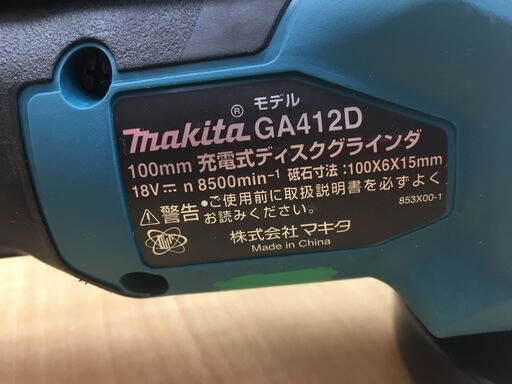 モデル
makita® GA412D
100mm 充電式ディスクグラインダ
18V⎓ n 8500min⁻¹ 砥石寸法:100X6X15mm
⚠警告 ●ご使用前に取扱説明書を必ずよく
お読みください。
853X00-1
株式会社マキタ
Made in China